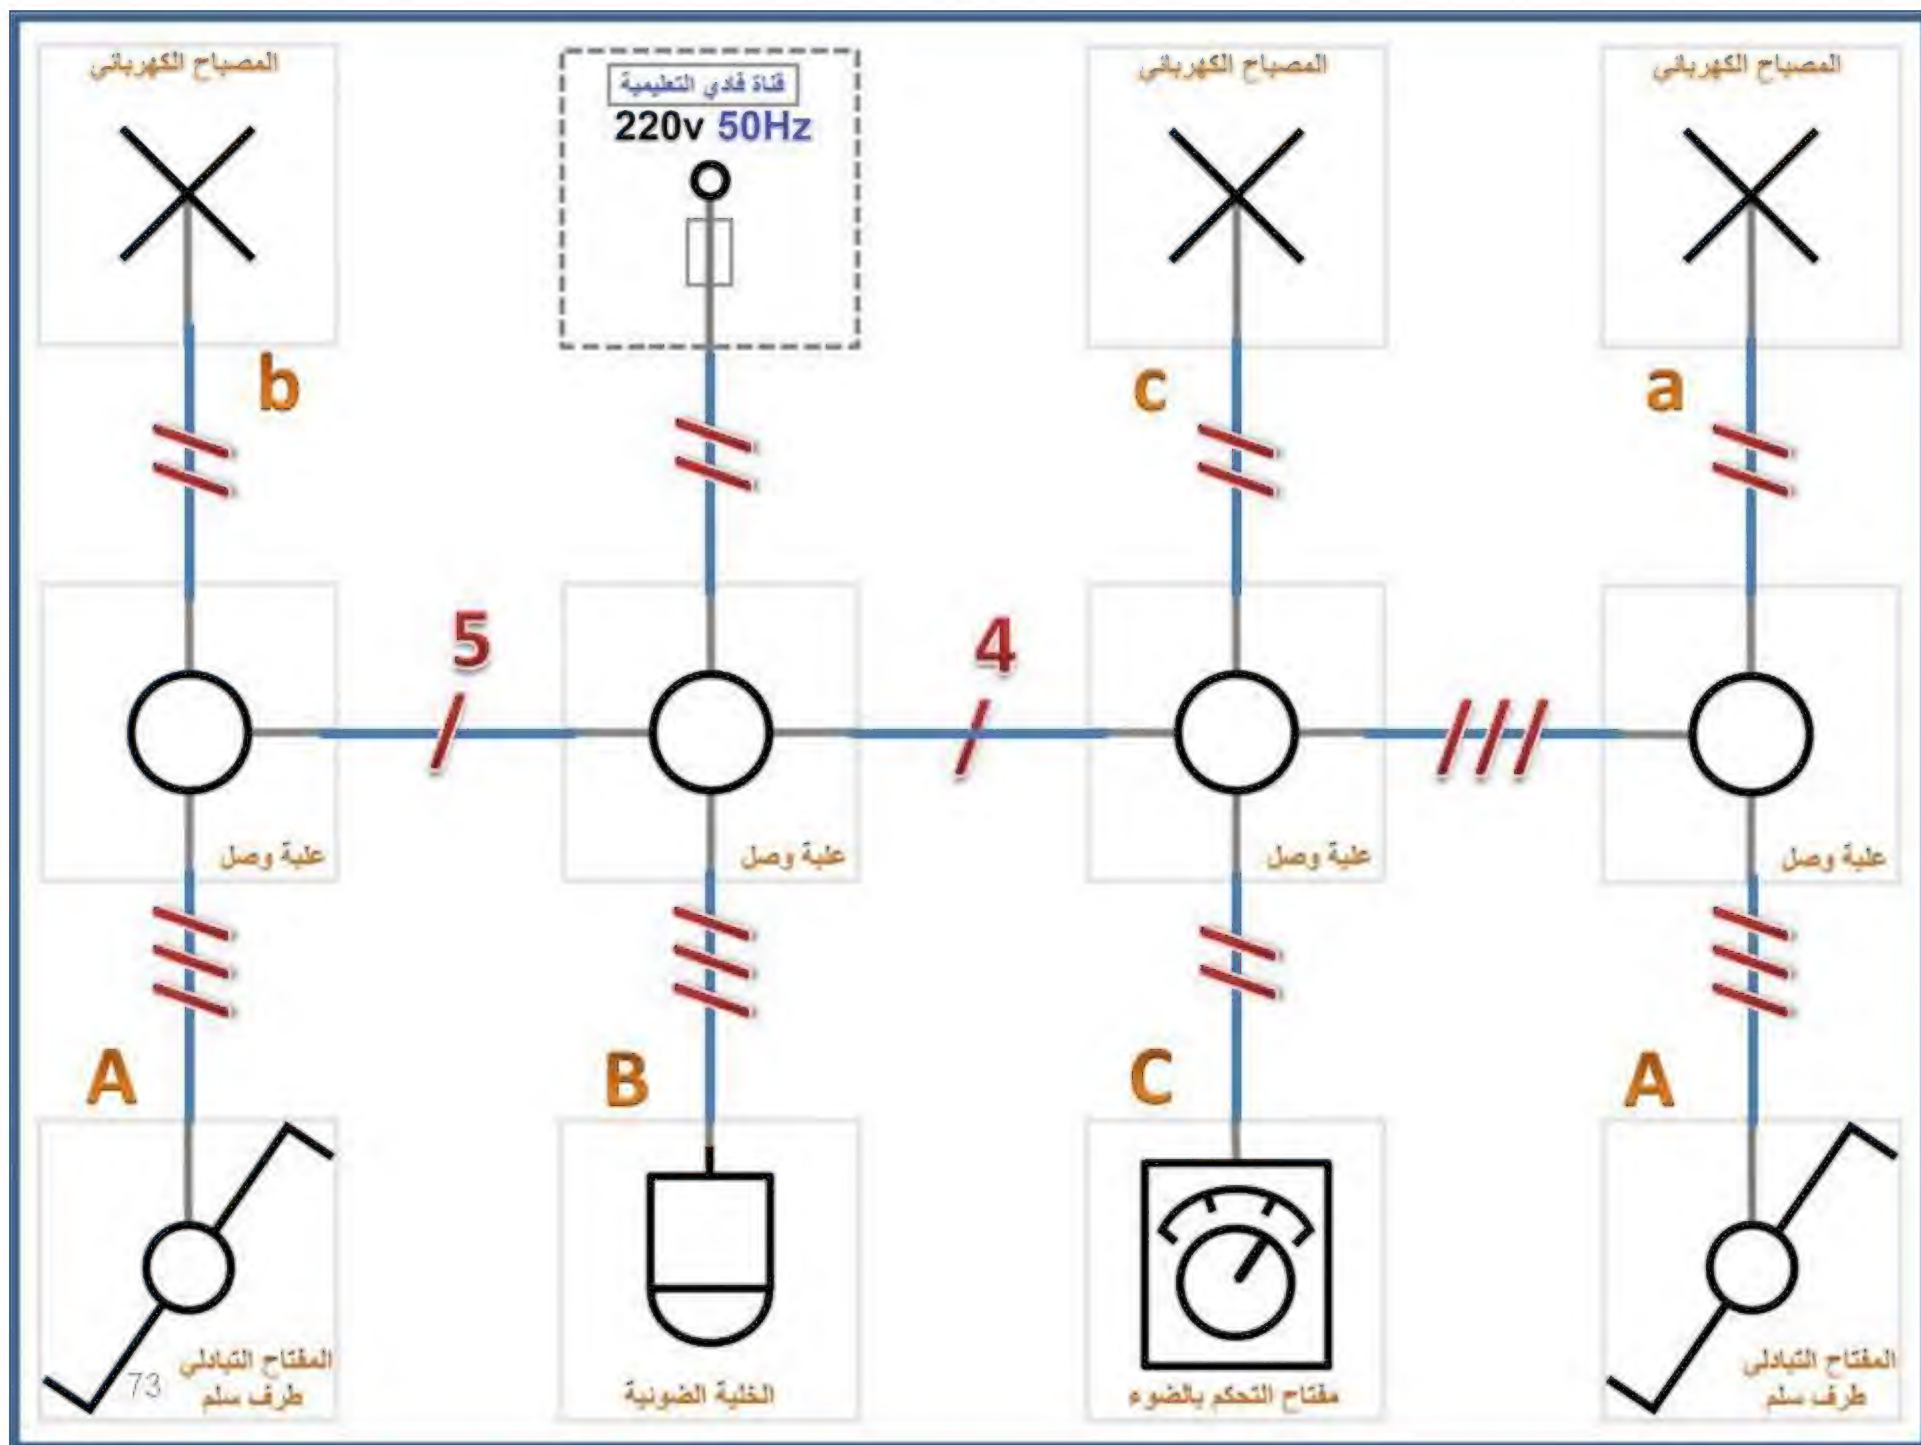 المصباح الكهربائي
قناة فادي التعليمية
220v 50Hz
المصباح الكهربائي
المصباح الكهربائي
b
c
a
5
4
علبة وصل
علبة وصل
علبة وصل
علبة وصل
A
B
C
A
المفتاح التبادلي
طرف سلم
73
الخلية الضوئية
مفتاح التحكم بالضوء
المفتاح التبادلي
طرف سلم